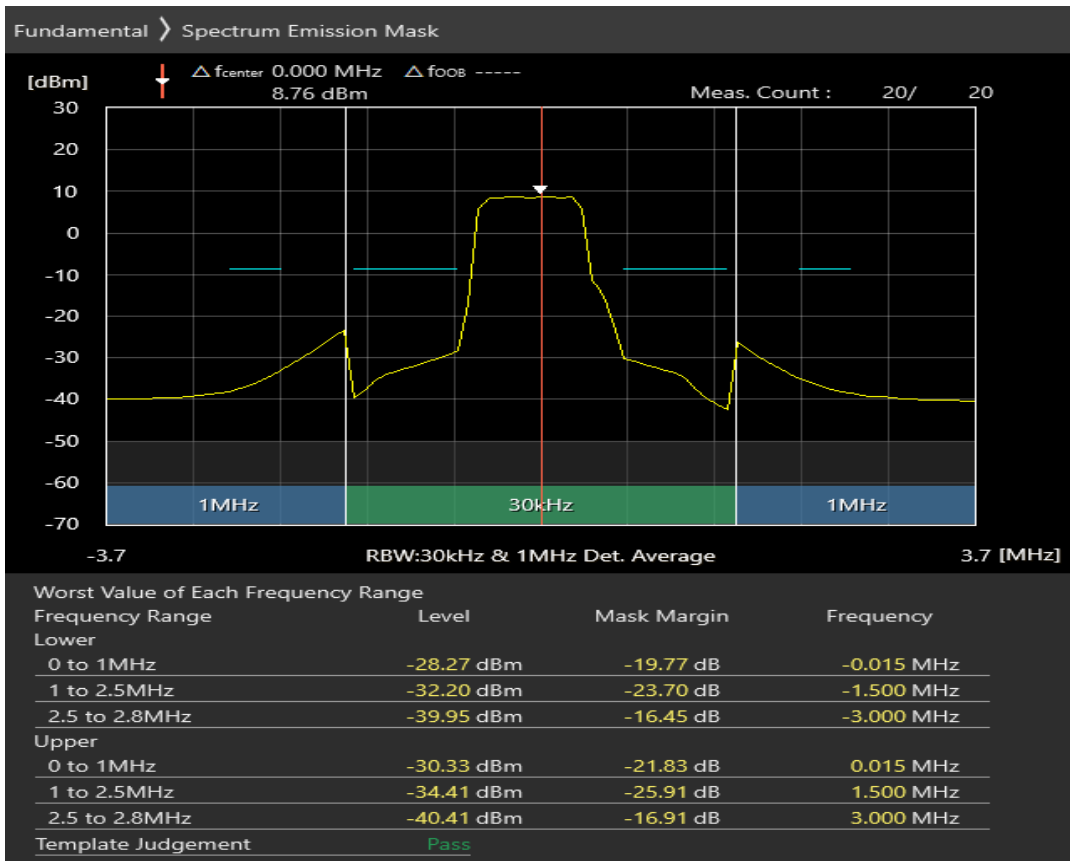 Fundamental 〉 Spectrum Emission Mask
[dBm]
△ fcenter 0.000 MHz △ fOOB -----
8.76 dBm
Meas. Count : 20/ 20
30
20
10
0
-10
-20
-30
-40
-50
-60
-70
1MHz 30kHz 1MHz
-3.7 RBW:30kHz & 1MHz Det. Average 3.7 [MHz]
Worst Value of Each Frequency Range
Frequency Range Level Mask Margin Frequency
Lower
0 to 1MHz -28.27 dBm -19.77 dB -0.015 MHz
1 to 2.5MHz -32.20 dBm -23.70 dB -1.500 MHz
2.5 to 2.8MHz -39.95 dBm -16.45 dB -3.000 MHz
Upper
0 to 1MHz -30.33 dBm -21.83 dB 0.015 MHz
1 to 2.5MHz -34.41 dBm -25.91 dB 1.500 MHz
2.5 to 2.8MHz -40.41 dBm -16.91 dB 3.000 MHz
Template Judgement Pass